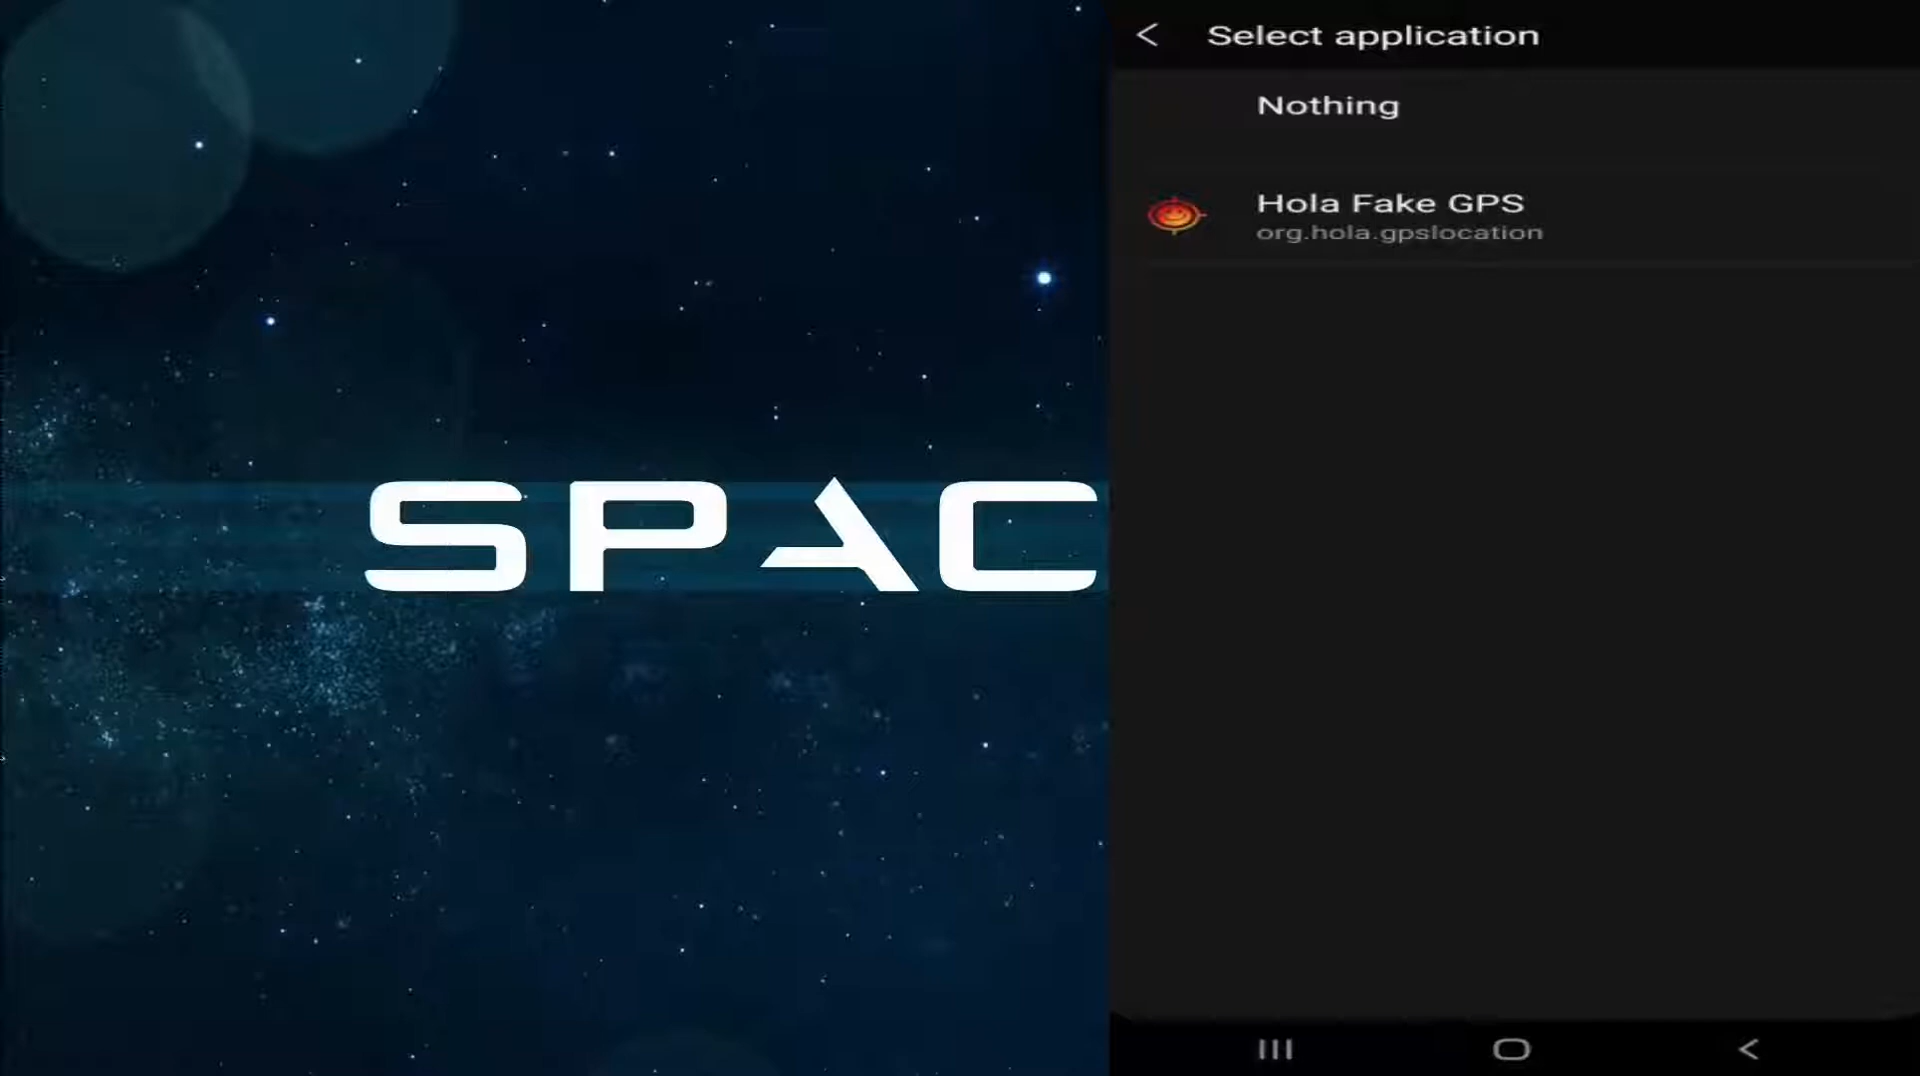 SPAC
Select application
Nothing
Hola Fake GPS
org.hola.gpslocation